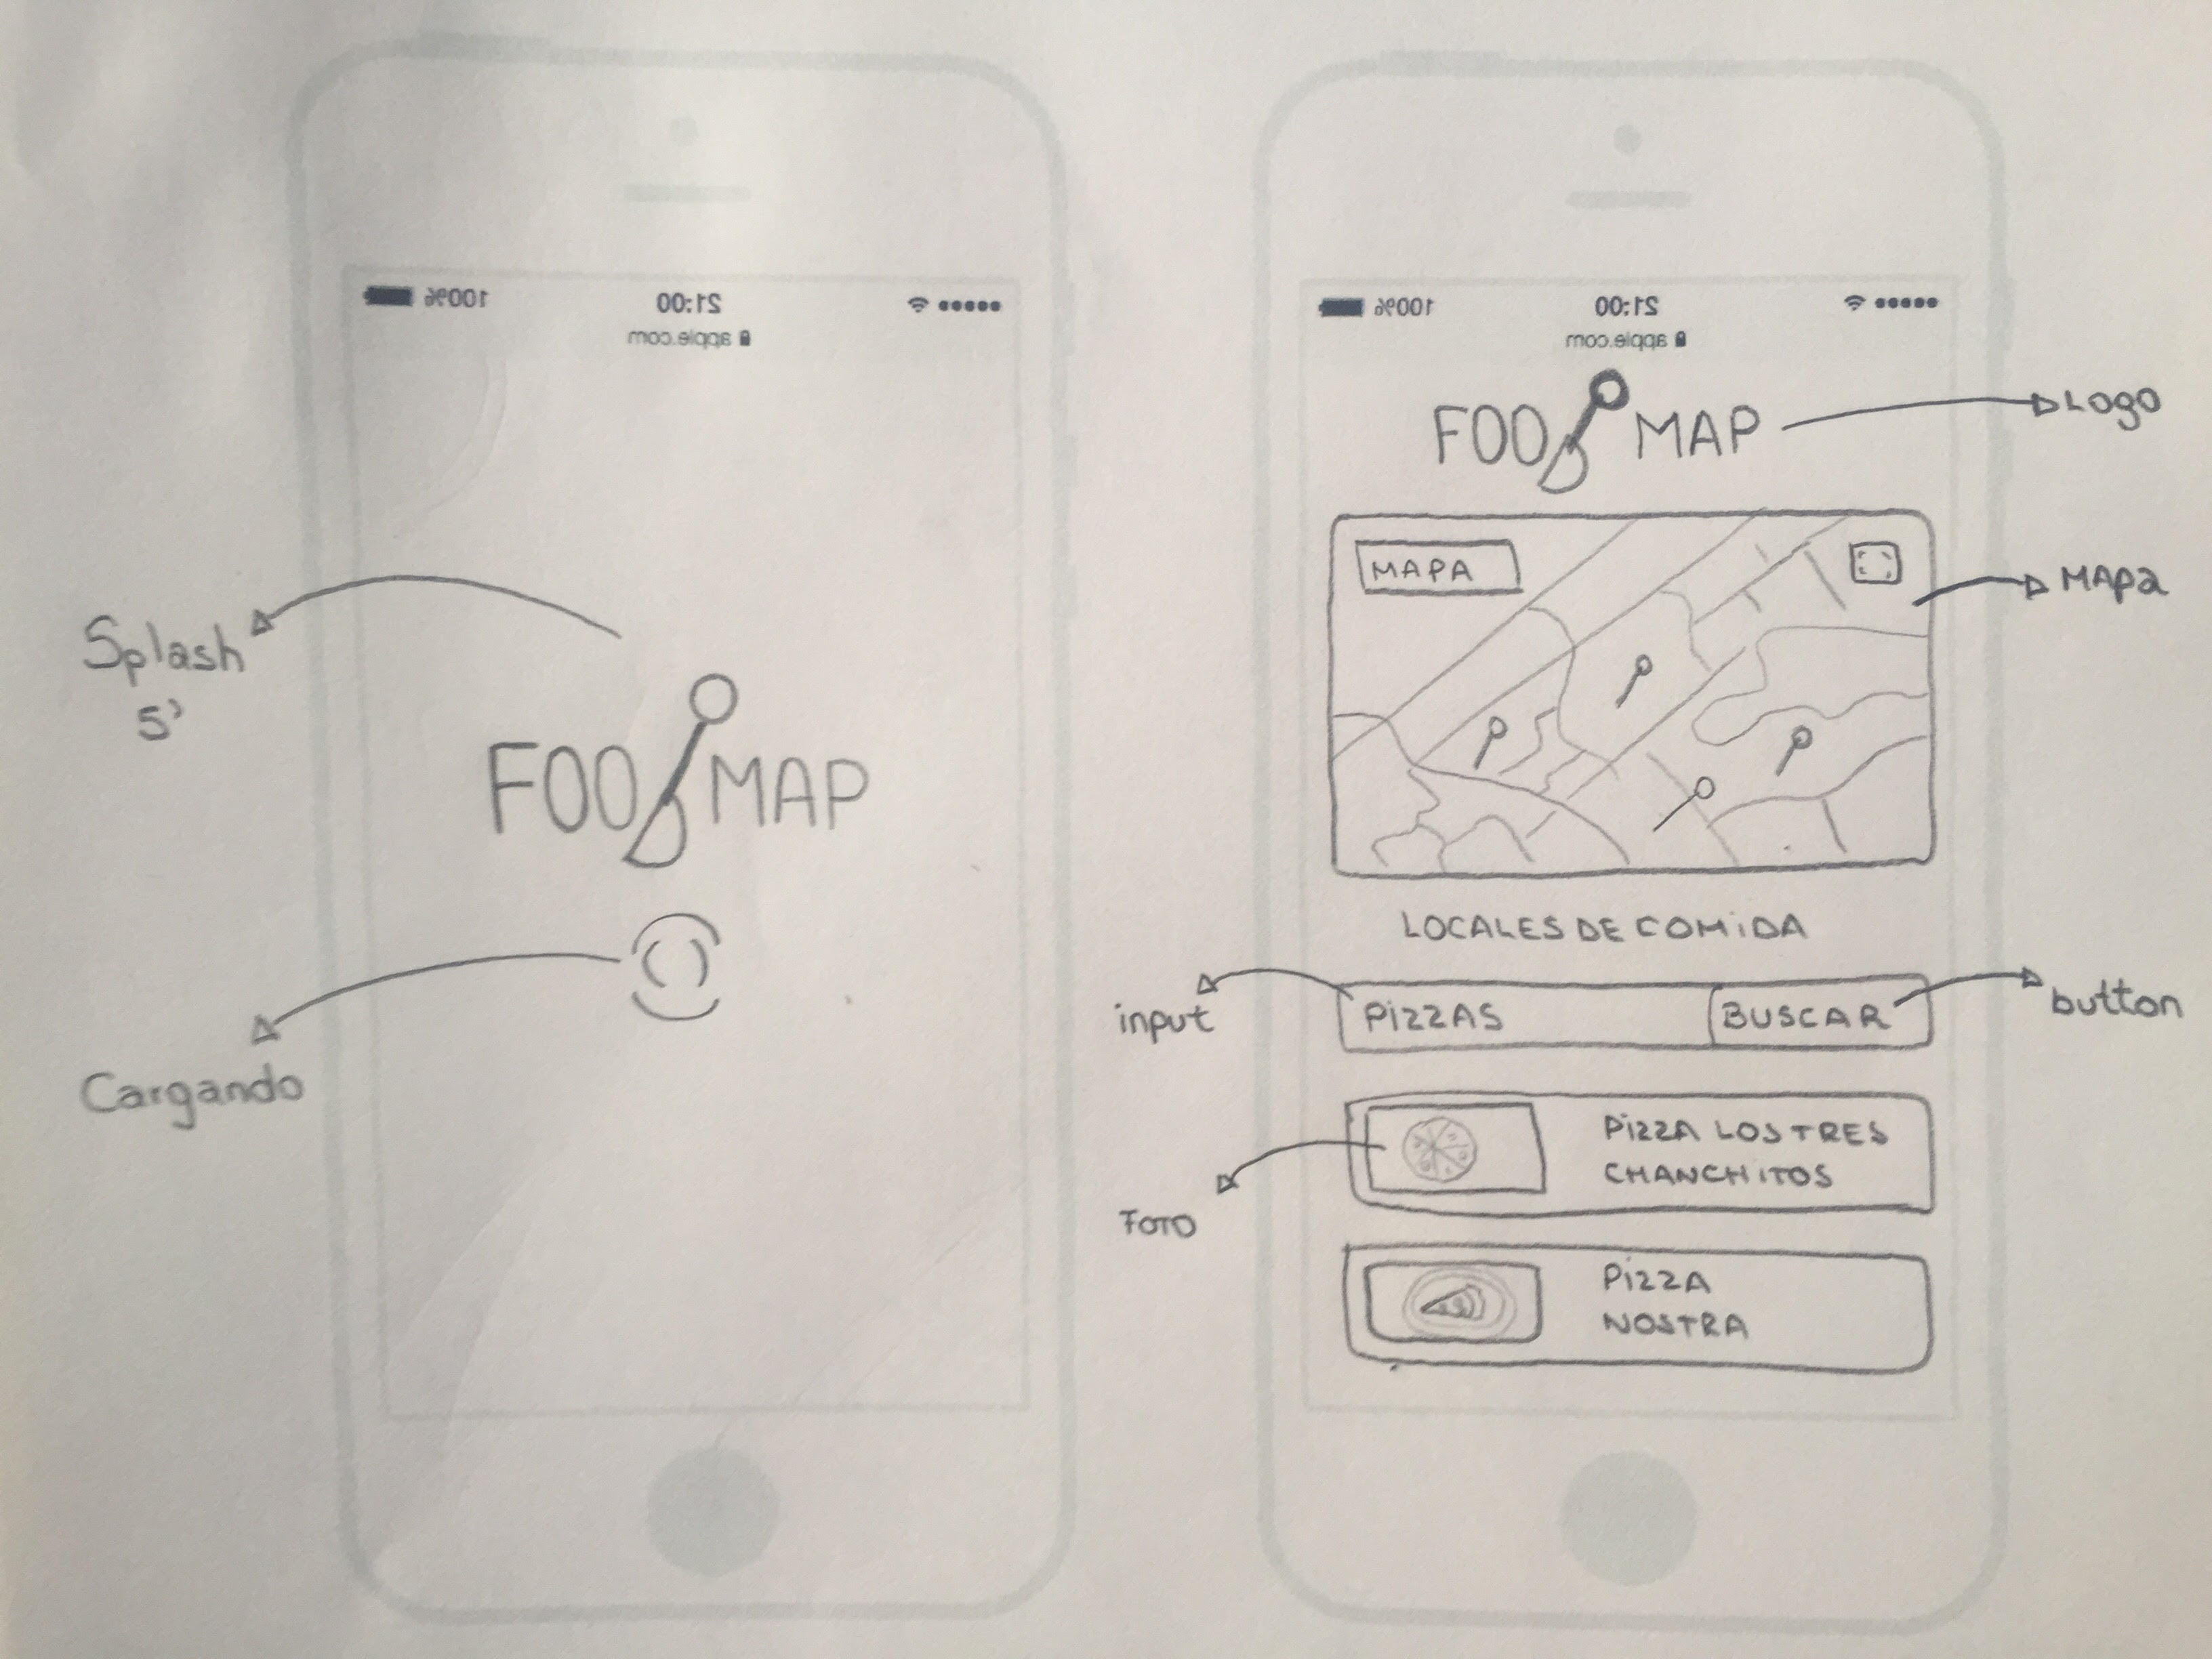 100%
21:00
apple.com
Splash
5'
FOOD MAP
Cargando
100%
21:00
apple.com
FOOD MAP
Logo
MAPA
MAPa
LOCALES DE COMiDA
input
PiZZAS
BUSCAR
button
PiZZA LOS TRES
CHANCHiTOS
FOTO
PiZZA
NOSTRA